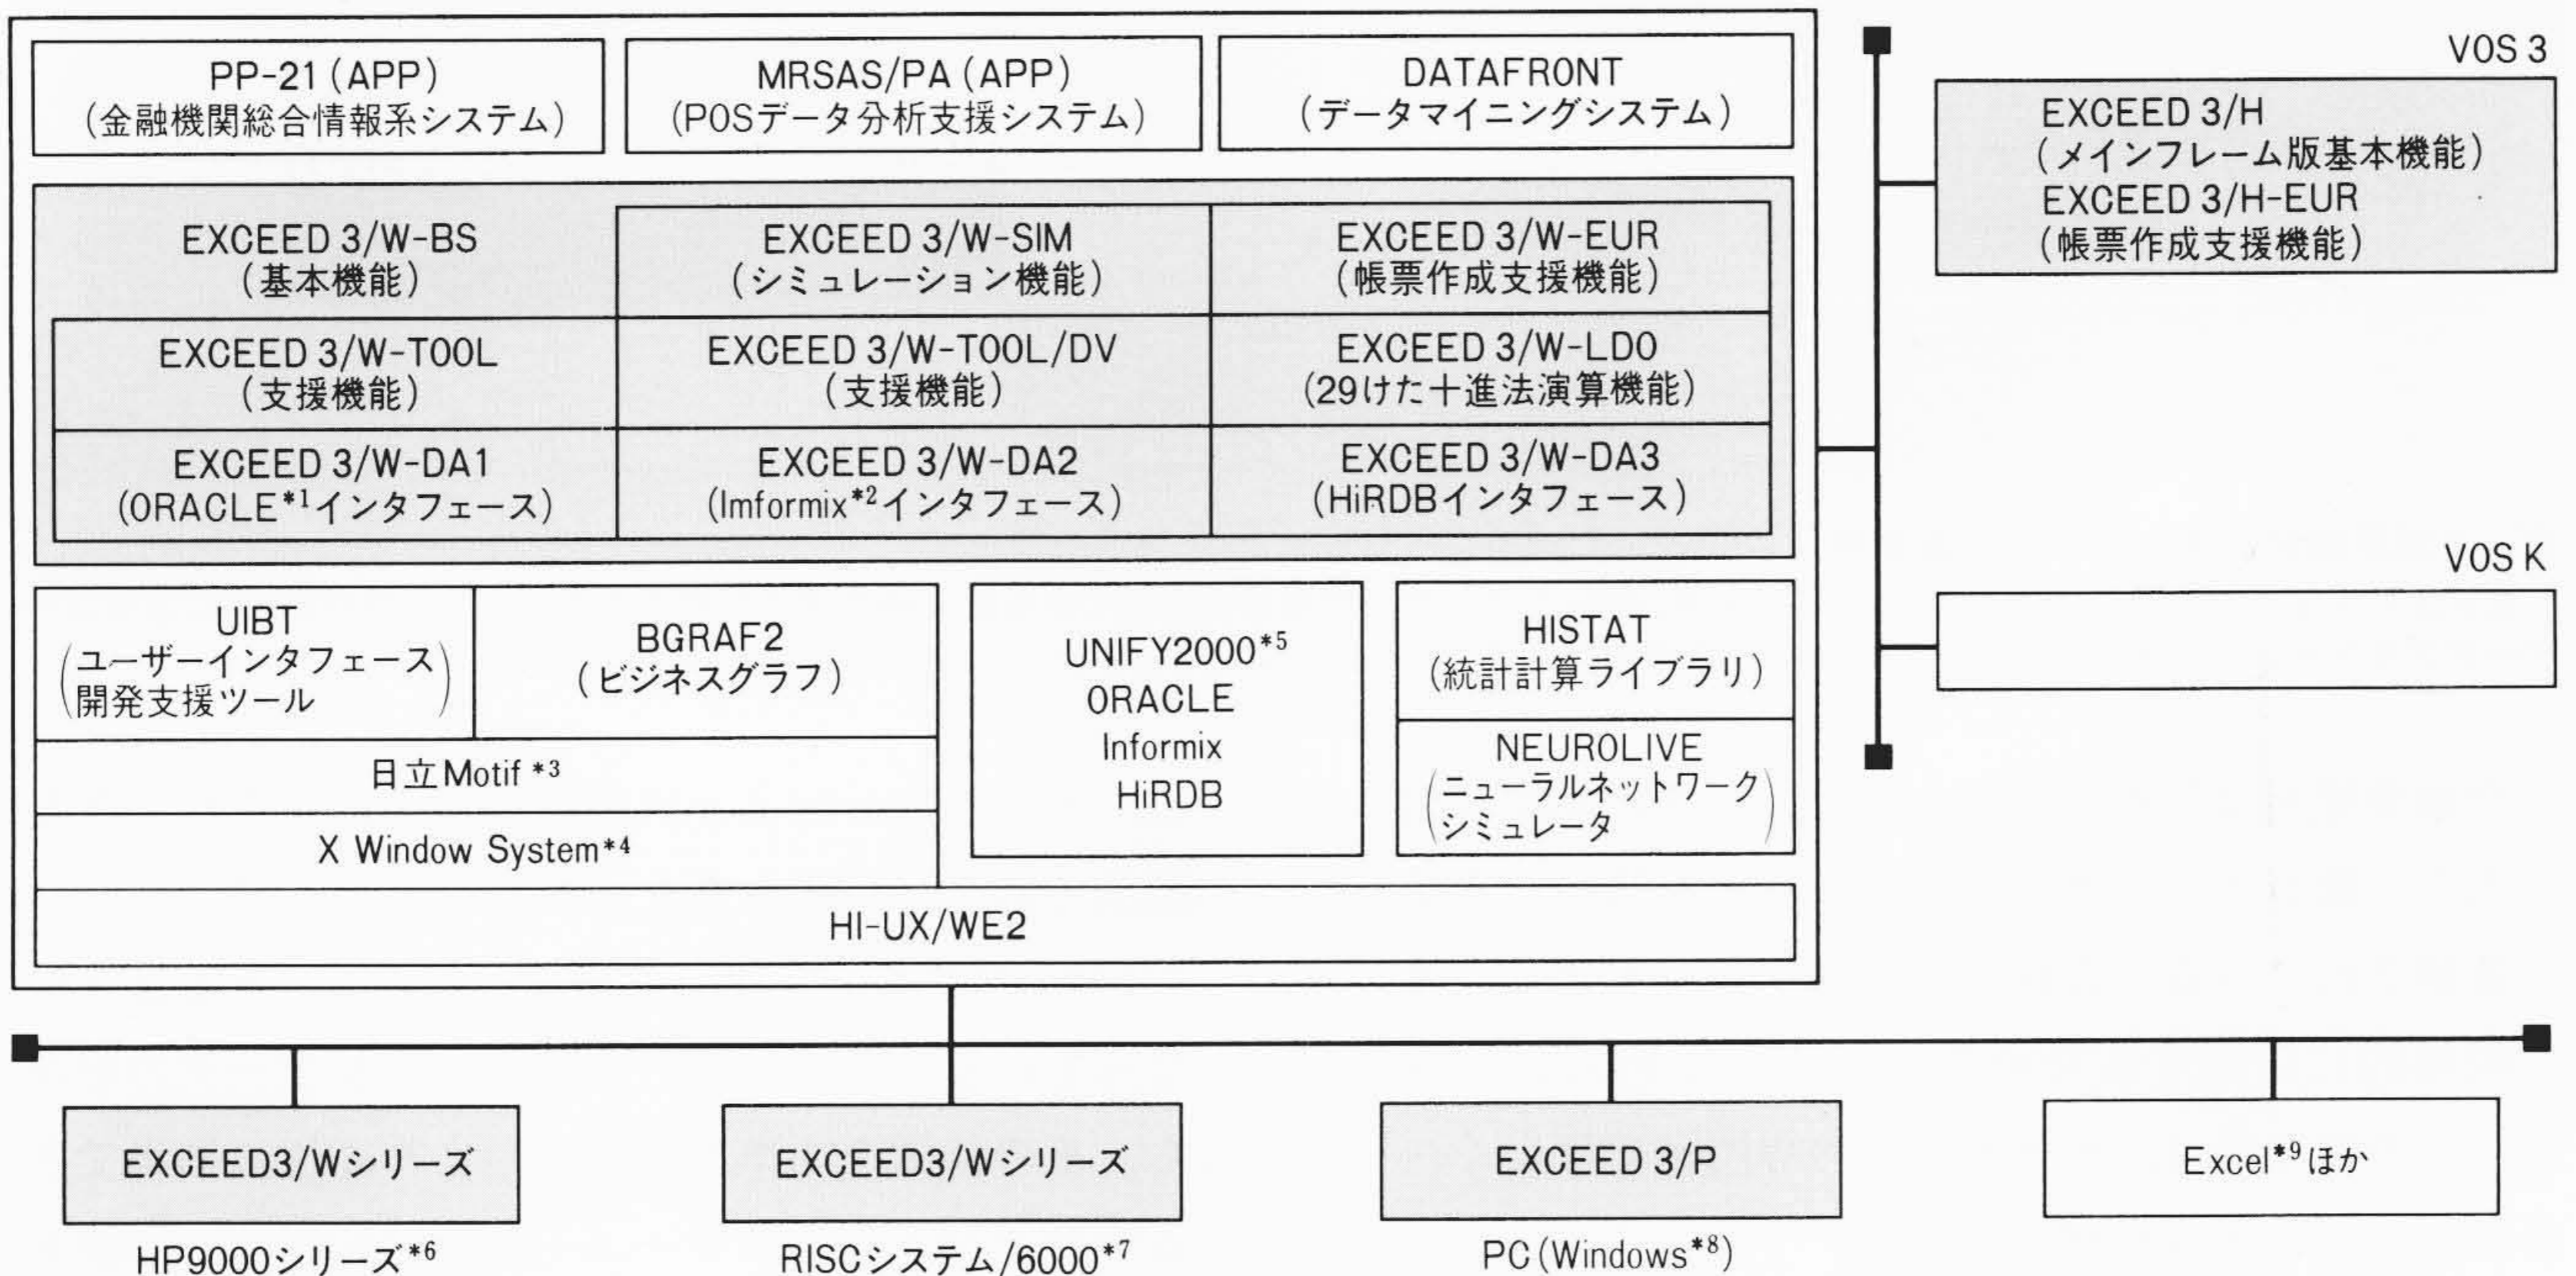 PP-21(APP)
(金融機関総合情報系システム)
MRSAS/PA(APP)
(POSデータ分析支援システム)
DATAFRONT
(データマイニングシステム)
VOS 3
EXCEED 3/H
(メインフレーム版基本機能)
EXCEED 3/H-EUR
(帳票作成支援機能)
EXCEED 3/W-BS
(基本機能)
EXCEED 3/W-SIM
(シミュレーション機能)
EXCEED 3/W-EUR
(帳票作成支援機能)
EXCEED 3/W-TOOL
(支援機能)
EXCEED 3/W-TOOL/DV
(支援機能)
EXCEED 3/W-LDO
(29けた十進法演算機能)
EXCEED 3/W-DA1
(ORACLE*1インタフェース)
EXCEED 3/W-DA2
(Imformix*2インタフェース)
EXCEED 3/W-DA3
(HiRDBインタフェース)
VOS K
UIBT
(ユーザーインタフェース
開発支援ツール)
BGRAF2
(ビジネスグラフ)
日立Motif*3
X Window System*4
UNIFY2000*5
ORACLE
Informix
HiRDB
HISTAT
(統計計算ライブラリ)
NEUROLIVE
(ニューラルネットワーク
シミュレータ)
HI-UX/WE2
EXCEED3/Wシリーズ
HP9000シリーズ*6
EXCEED3/Wシリーズ
RISCシステム/6000*7
EXCEED 3/P
PC(Windows*8)
Excel*9ほか